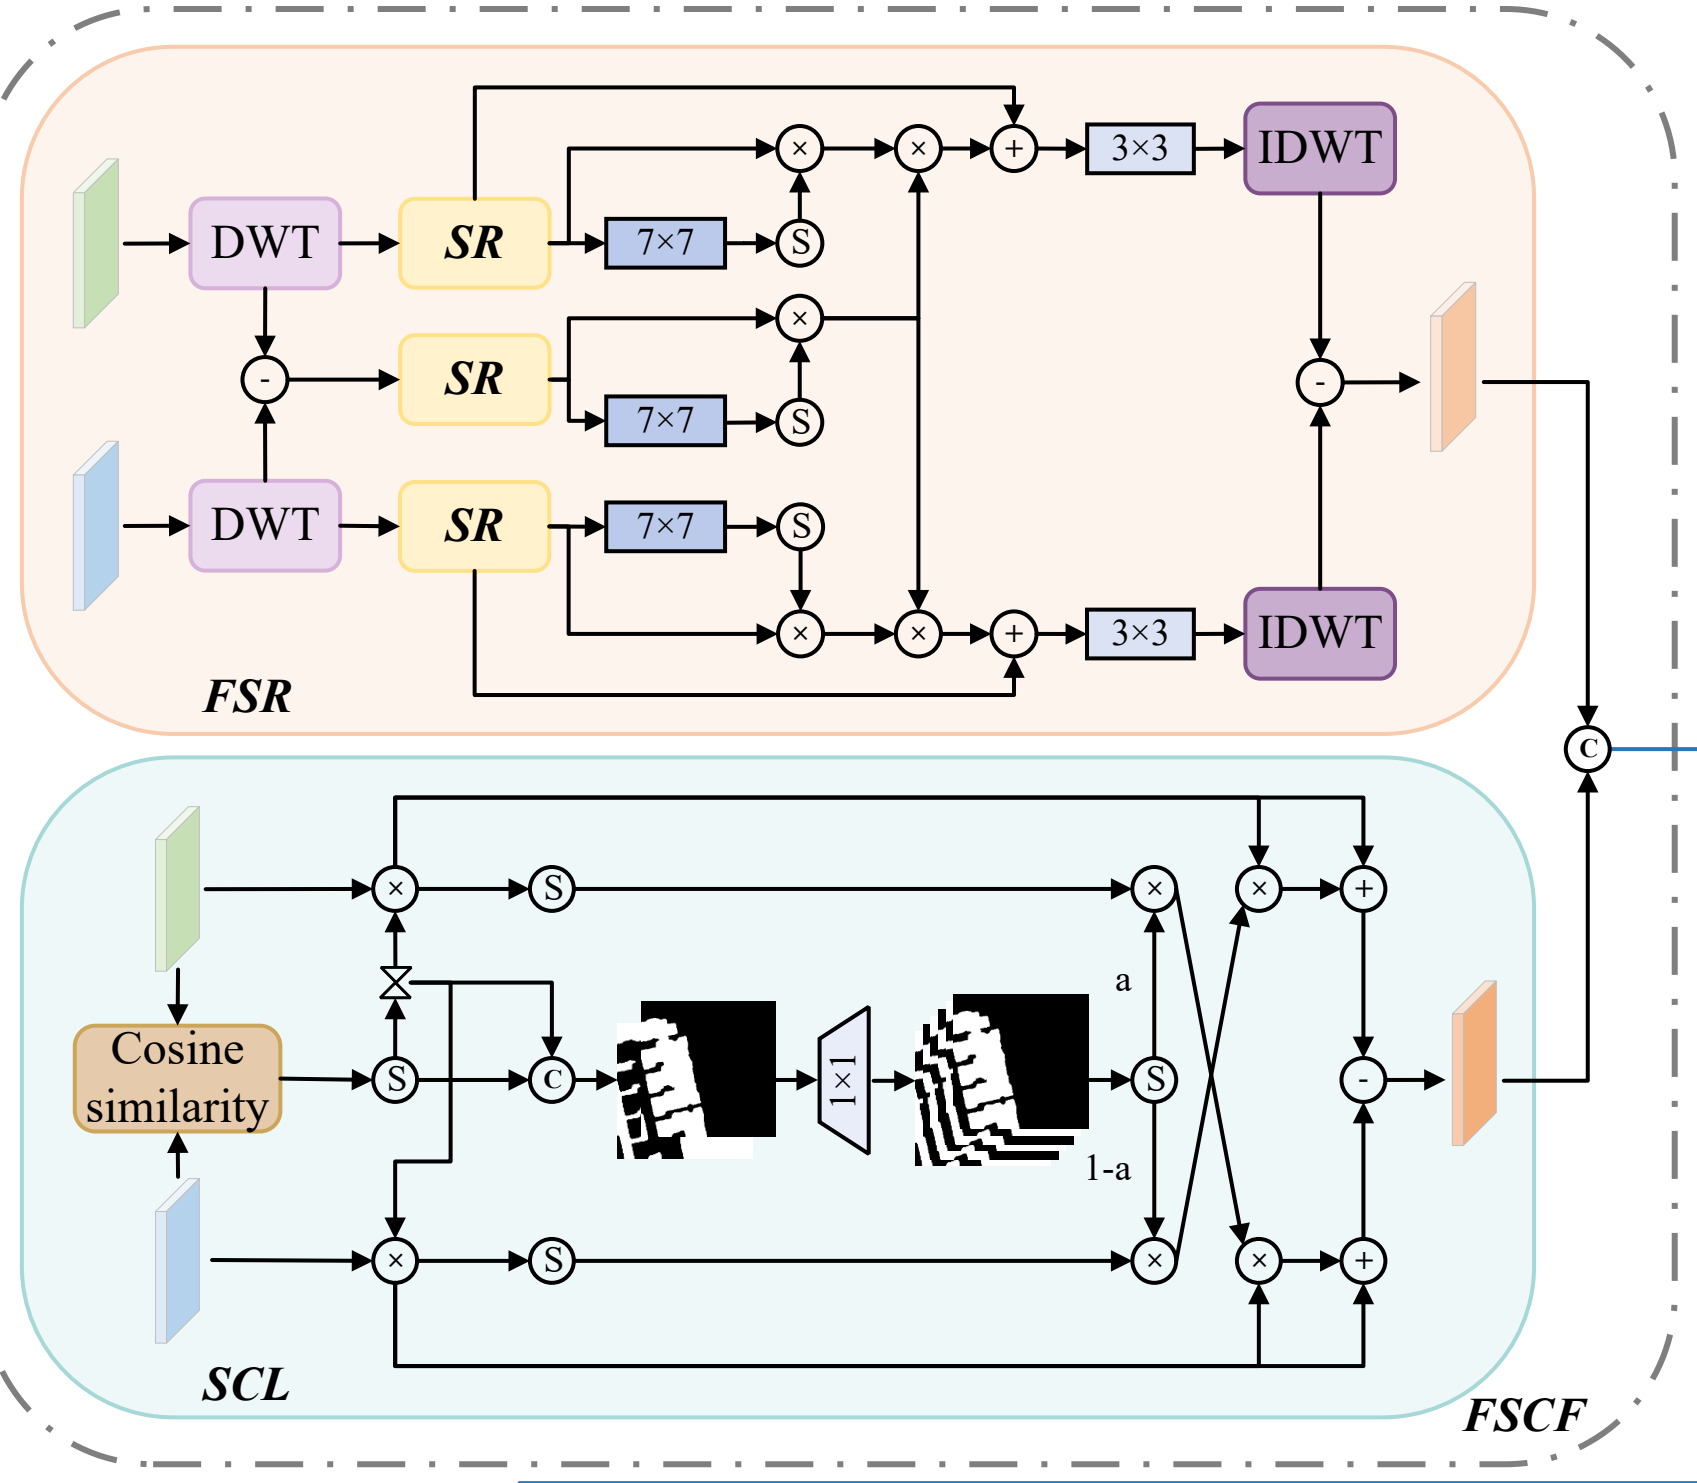 × × + 3×3 IDWT
DWT SR 7×7 S
×
- SR - 
7×7 S
DWT SR 7×7 S
× × + 3×3 IDWT
FSR
C
× S × × +
a
Cosine
similarity
S C 1×1 S -
1-a
× S × × +
SCL
FSCF